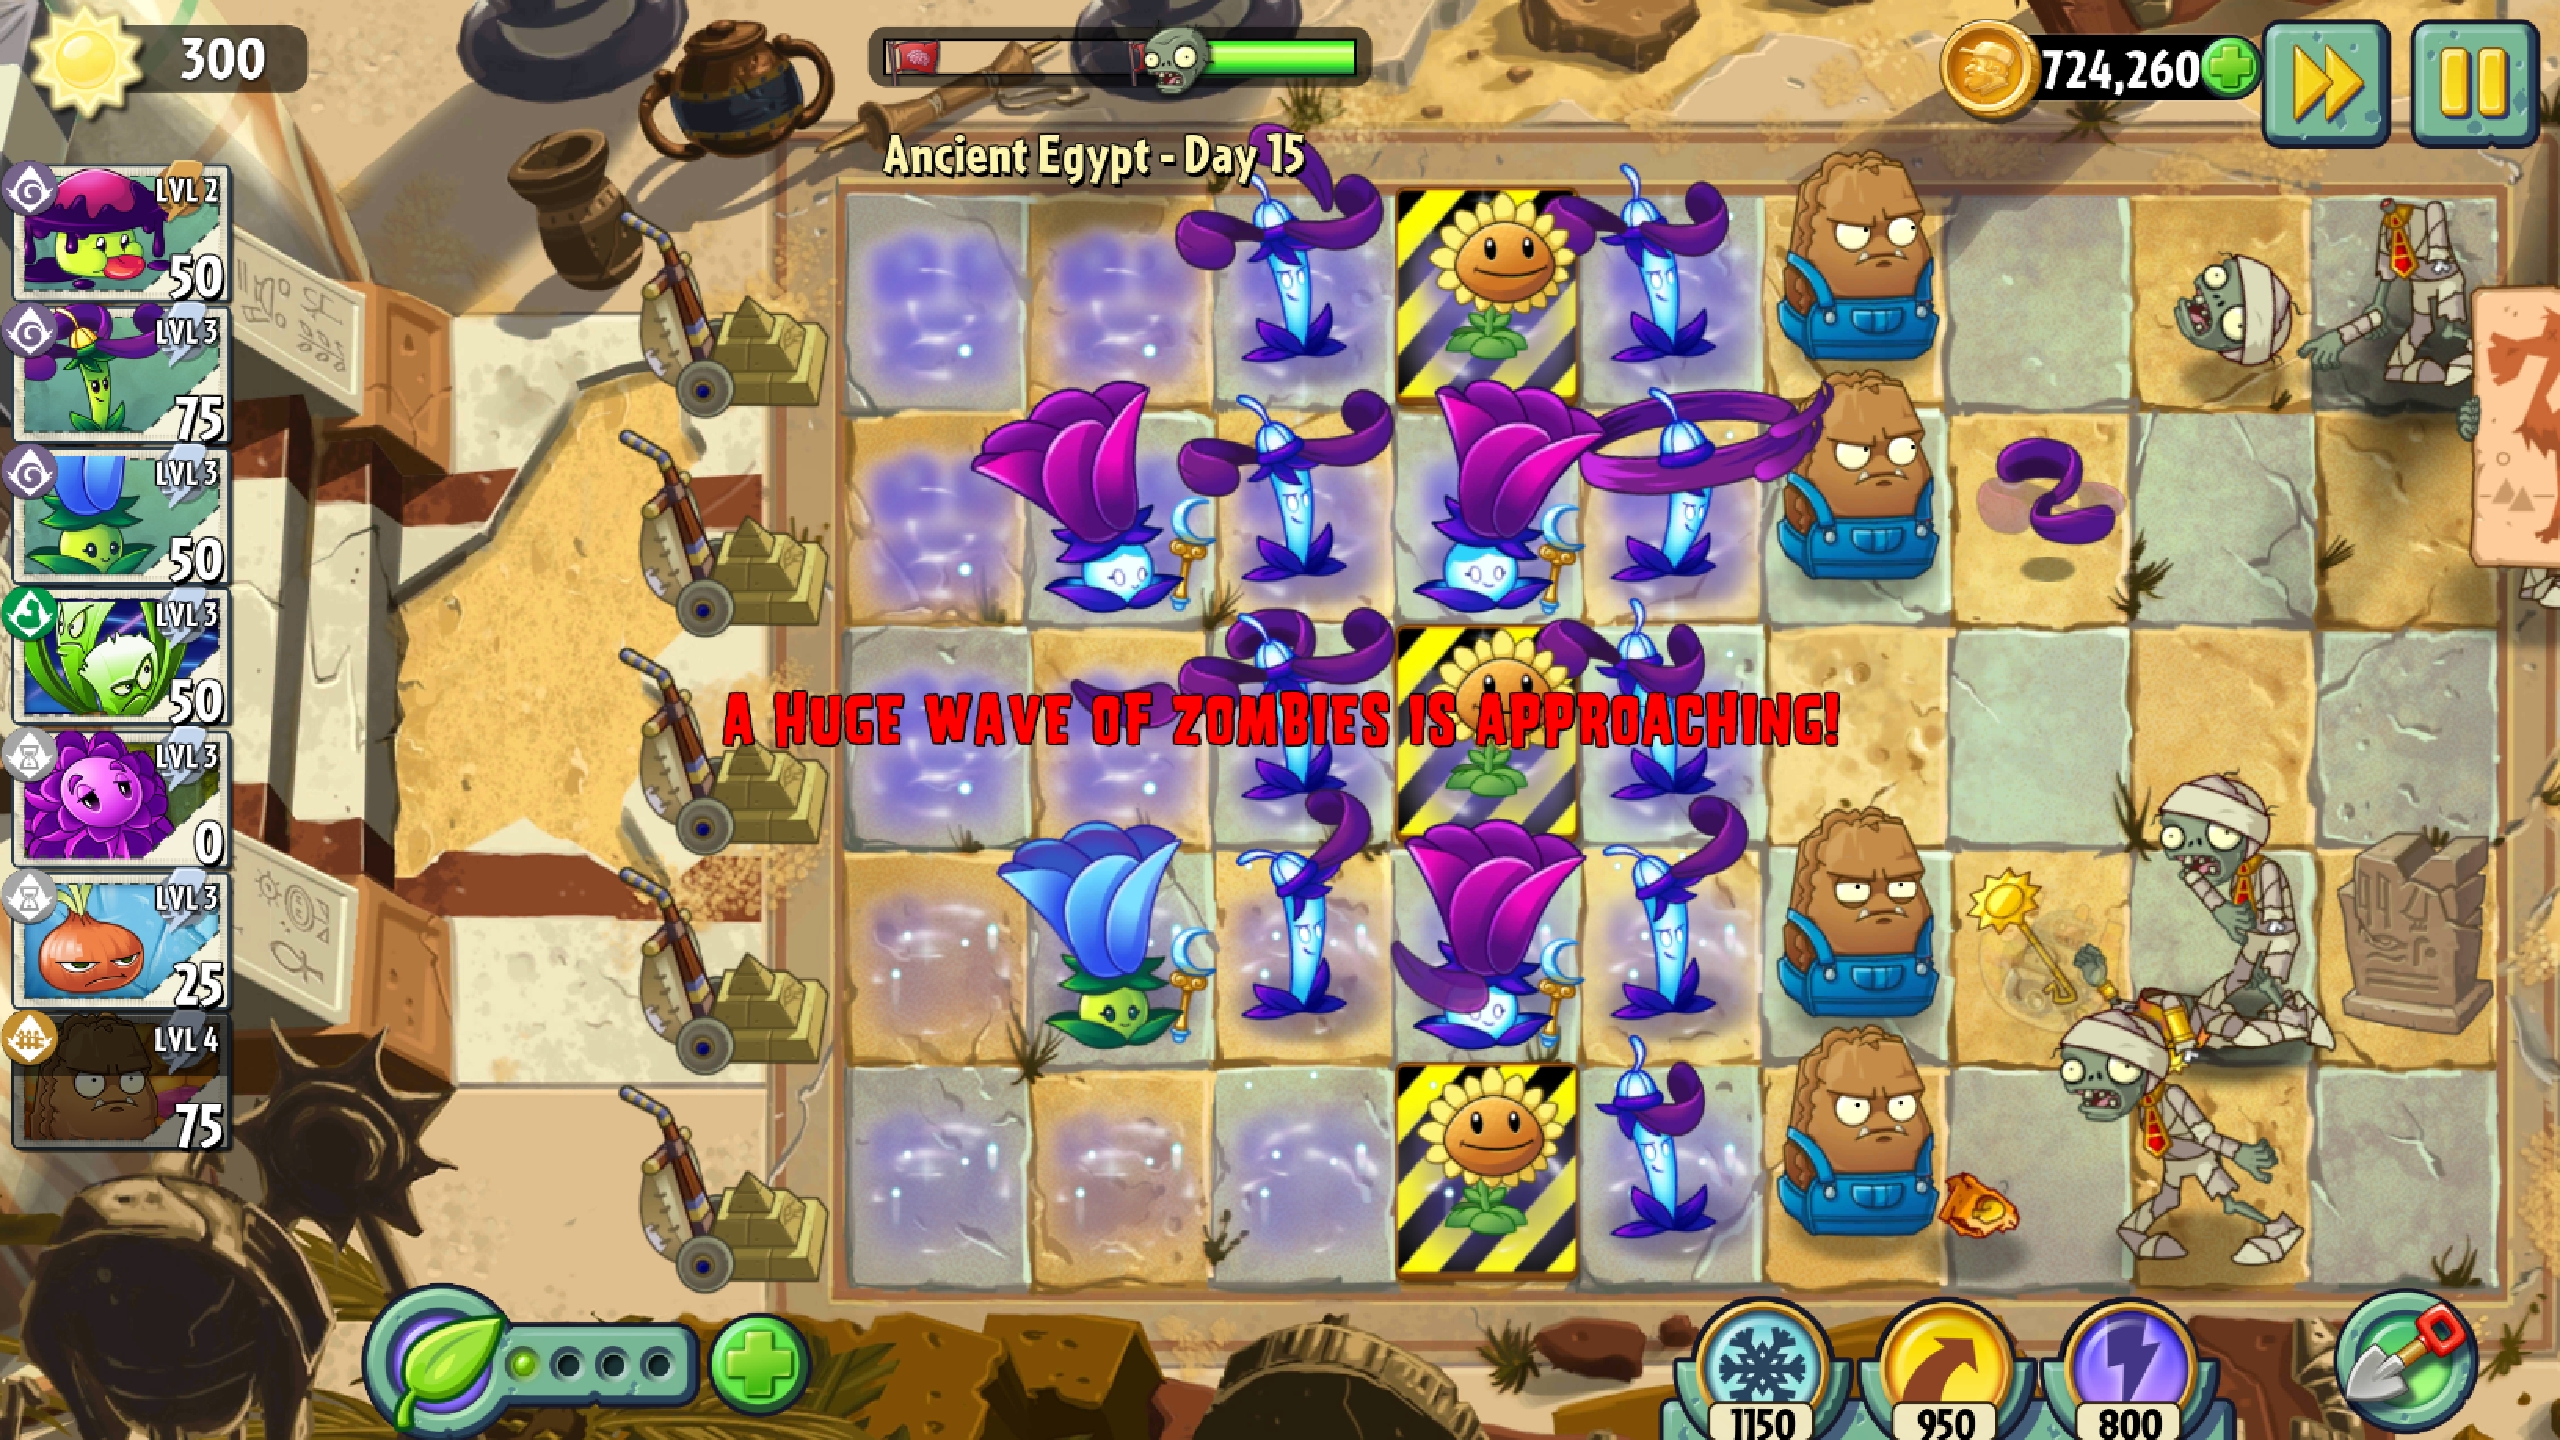 300
724,260
Ancient Egypt - Day 15
LVL 2
50
LVL 3
75
LVL 3
50
LVL 3
50
LVL 3
0
LVL 3
25
LVL 4
75
A HUGE WAVE OF ZOMBIES IS APPROACHING!
1150
950
800